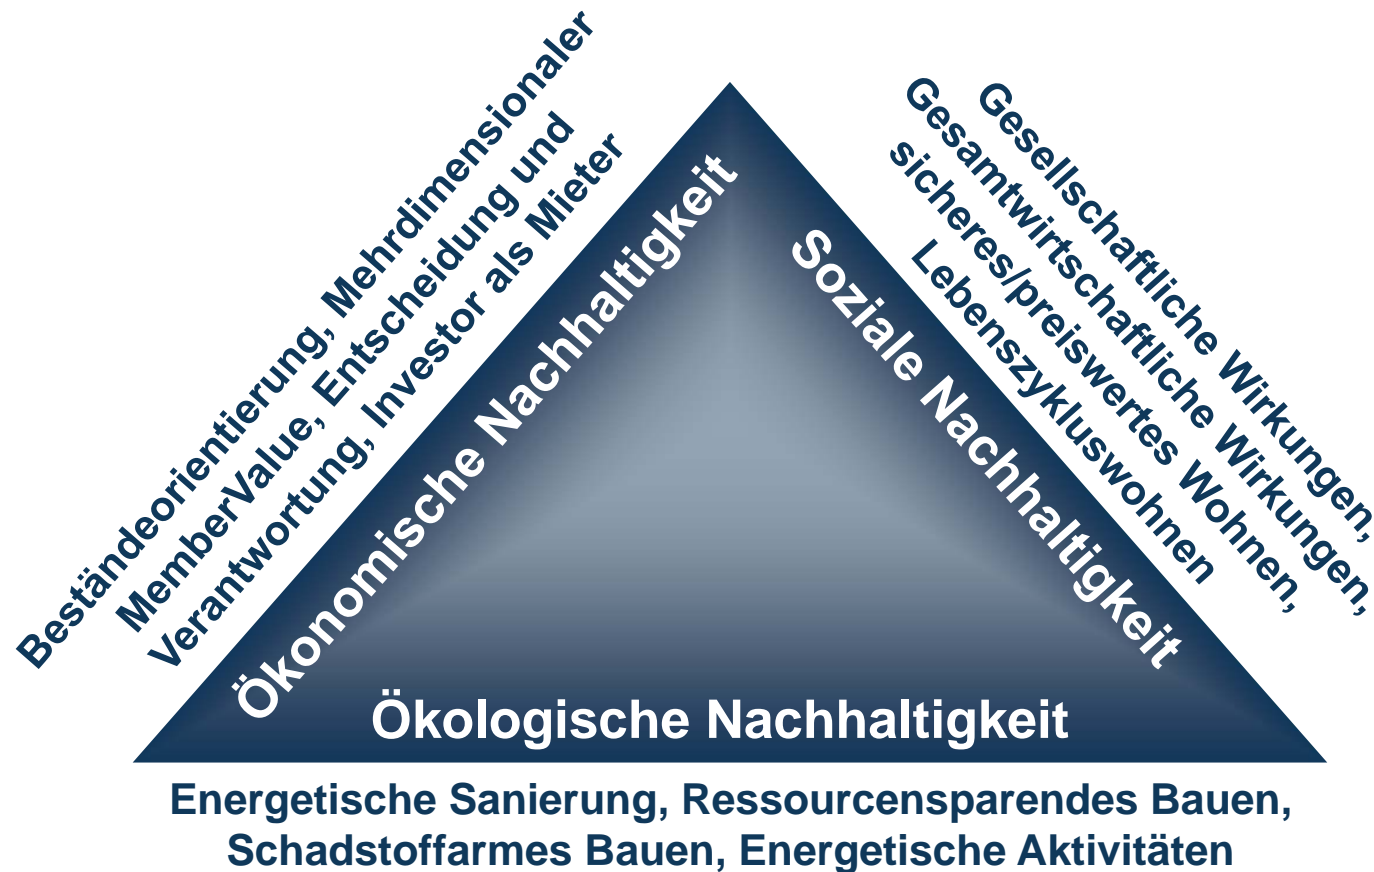 Beständeorientierung, Mehrdimensionaler
MemberValue, Entscheidung und
Verantwortung, Investor als Mieter
Ökonomische Nachhaltigkeit
Gesellschaftliche Wirkungen,
Gesamtwirtschaftliche Wirkungen,
sicheres/preiswertes Wohnen,
Lebenszykluswohnen
Soziale Nachhaltigkeit
Ökologische Nachhaltigkeit
Energetische Sanierung, Ressourcensparendes Bauen,
Schadstoffarmes Bauen, Energetische Aktivitäten